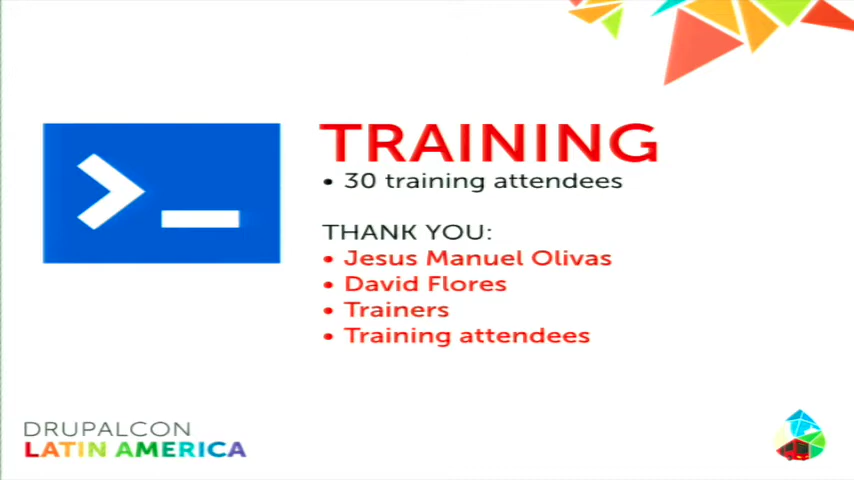 TRAINING
• 30 training attendees
THANK YOU:
• Jesus Manuel Olivas
• David Flores
• Trainers
• Training attendees
DRUPALCON
LATIN AMERICA